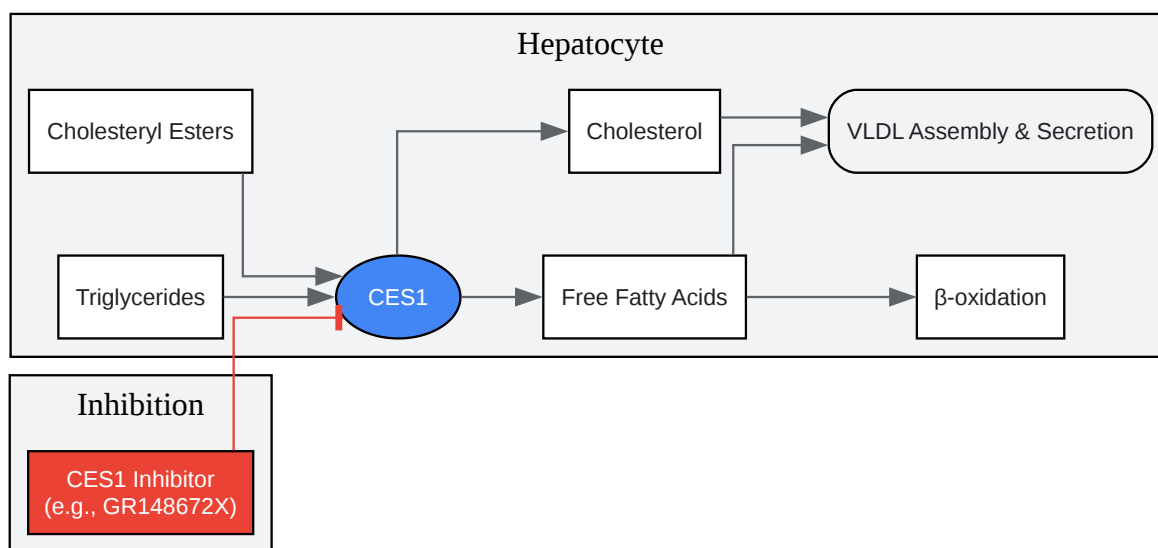 Hepatocyte
Cholesteryl Esters
Cholesterol
VLDL Assembly & Secretion
Triglycerides
CES1
Free Fatty Acids
β-oxidation
Inhibition
CES1 Inhibitor
(e.g., GR148672X)